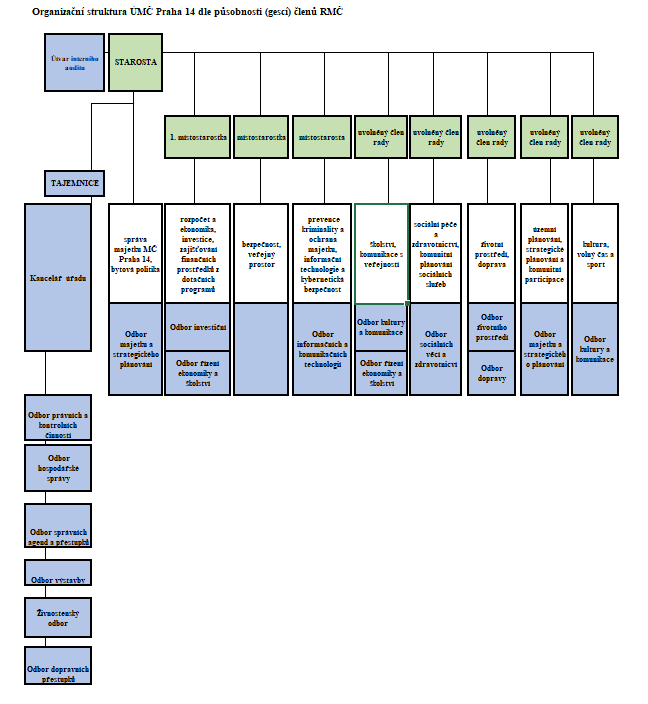 Organizační struktura ÚMČ Praha 14 dle působnosti (gescí) členů RMČ
Útvar interního
auditu
STAROSTA
1. místostarostka
místostarostka
místostarosta
uvolněný člen
rady
uvolněný člen
rady
uvolněný
člen rady
uvolněný
člen rady
uvolněný
člen rady
TAJEMNICE
Kancelář úřadu
správa
majetku MČ
Praha 14,
bytová politika
rozpočet a
ekonomika,
investice,
zajišťování
finančních
prostředků z
dotačních
programů
bezpečnost,
veřejný
prostor
prevence
kriminality a
ochrana
majetku,
informační
technologie a
kybernetická
bezpečnost
školství,
komunikace s
veřejností
sociální péče
a
zdravotnictví,
komunitní
plánování
sociálních
služeb
životní
prostředí,
doprava
územní
plánování,
strategické
plánování a
komunitní
participace
kultura,
volný čas a
sport
Odbor
majetku a
strategického
plánování
Odbor investiční
Odbor řízení
ekonomiky a
školství
Odbor
informačních a
komunikačních
technologií
Odbor kultury
a komunikace
Odbor řízení
ekonomiky a
školství
Odbor
sociálních
věcí a
zdravotnictví
Odbor
životního
prostředí
Odbor
dopravy
Odbor
majetku a
strategickéh
o plánování
Odbor
kultury a
komunikace
Odbor právních a
kontrolních
činností
Odbor
hospodářské
správy
Odbor správních
agend a přestupků
Odbor výstavby
Živnostenský
odbor
Odbor dopravních
přestupků